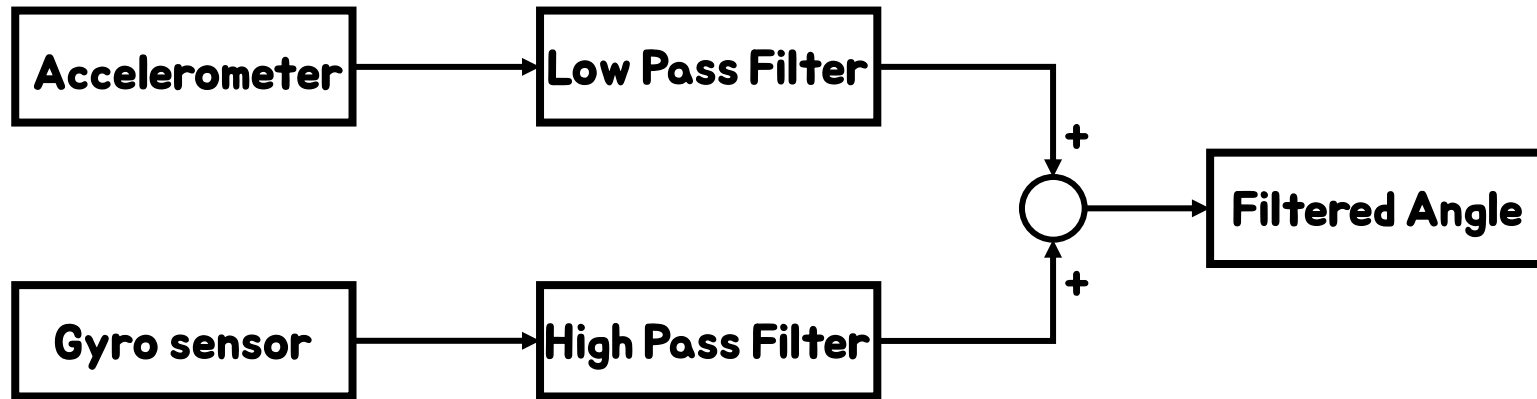 Accelerometer
Low Pass Filter
+
Filtered Angle
+
Gyro sensor
High Pass Filter